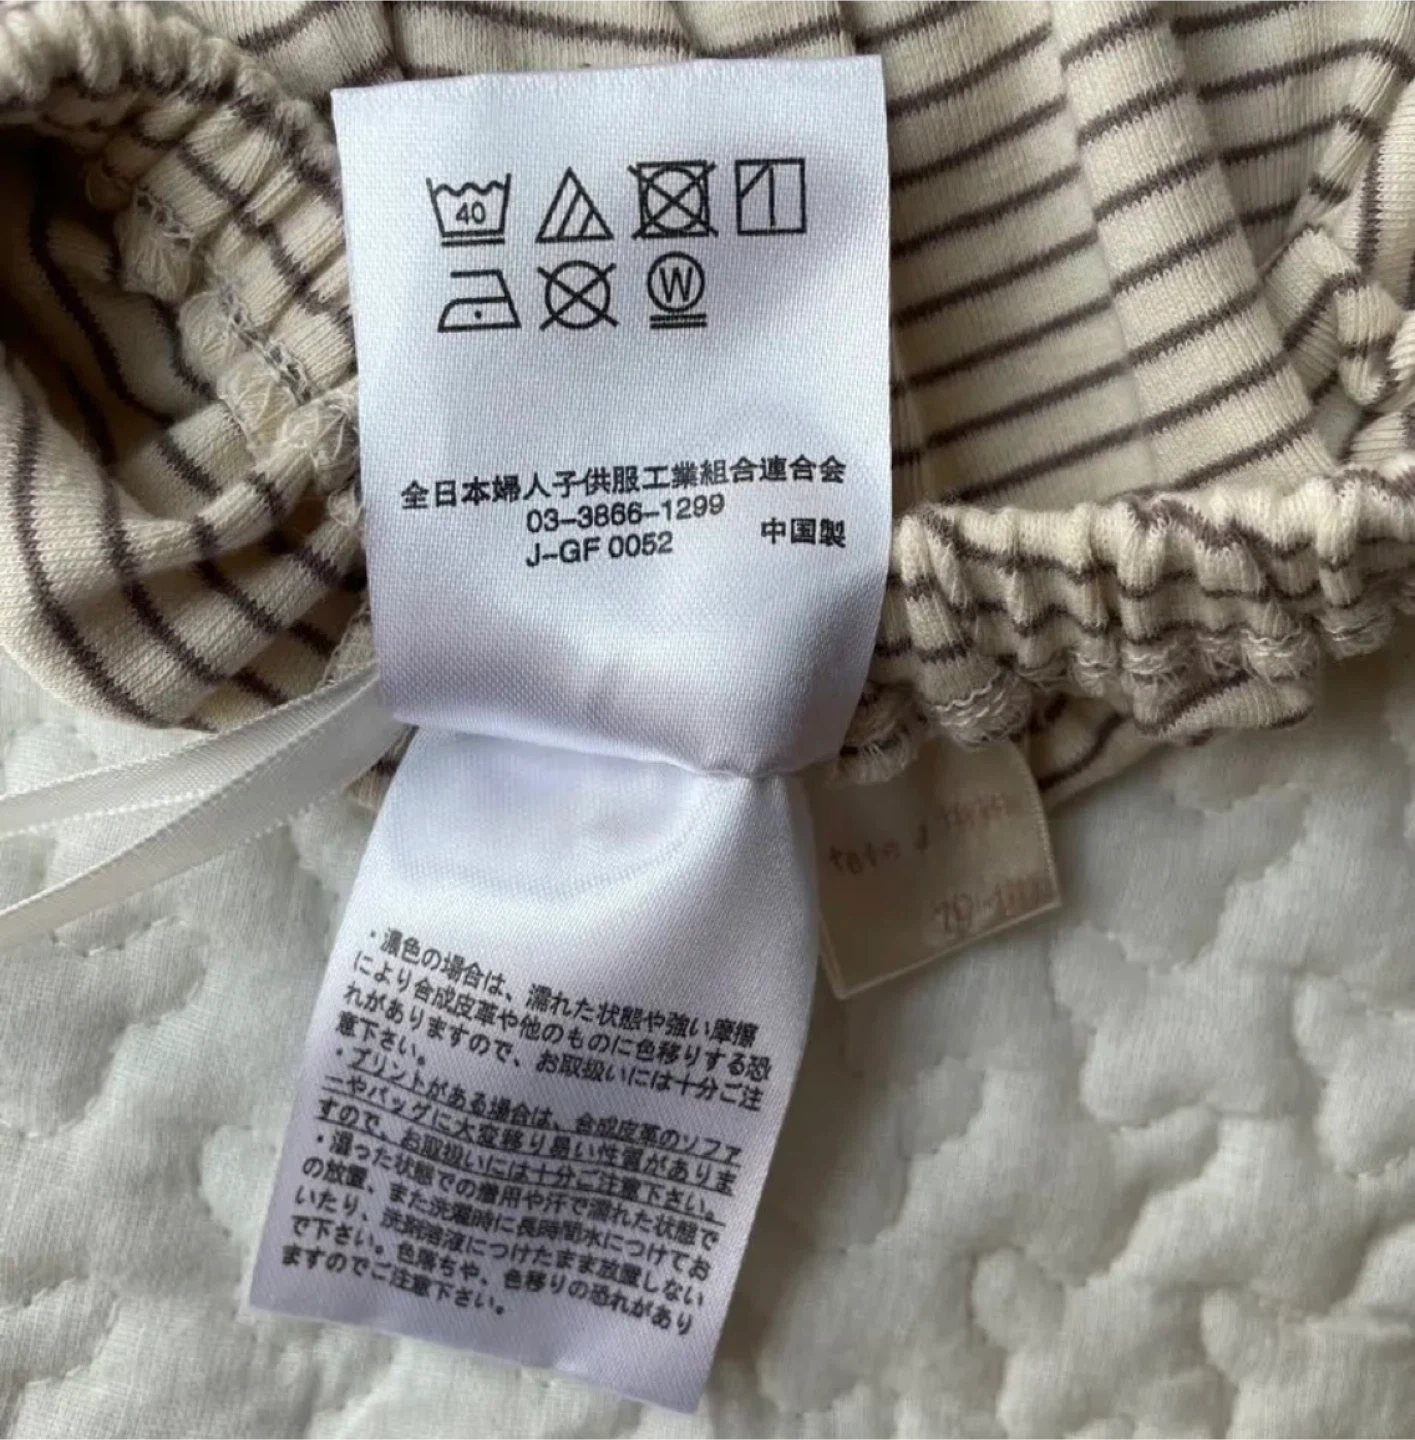 40
W
全日本婦人子供服工業組合連合会
03-3866-1299
J-GF 0052 中国製
・濃色の場合は、濡れた状態や強い摩擦
により合成皮革や他のものに色移りする恐
れがありますので、お取扱いには十分ご注
意下さい。
・プリントがある場合は、合成皮革のソファ
ーやバッグに大変移り易い性質がありま
すので、お取扱いには十分ご注意下さい。
・湿った状態での着用や汗で濡れた状態で
の放置、また洗濯時に長時間水につけてお
いたり、洗剤溶液につけたまま放置しない
で下さい。色落ちや、色移りの恐れがあり
ますのでご注意下さい。